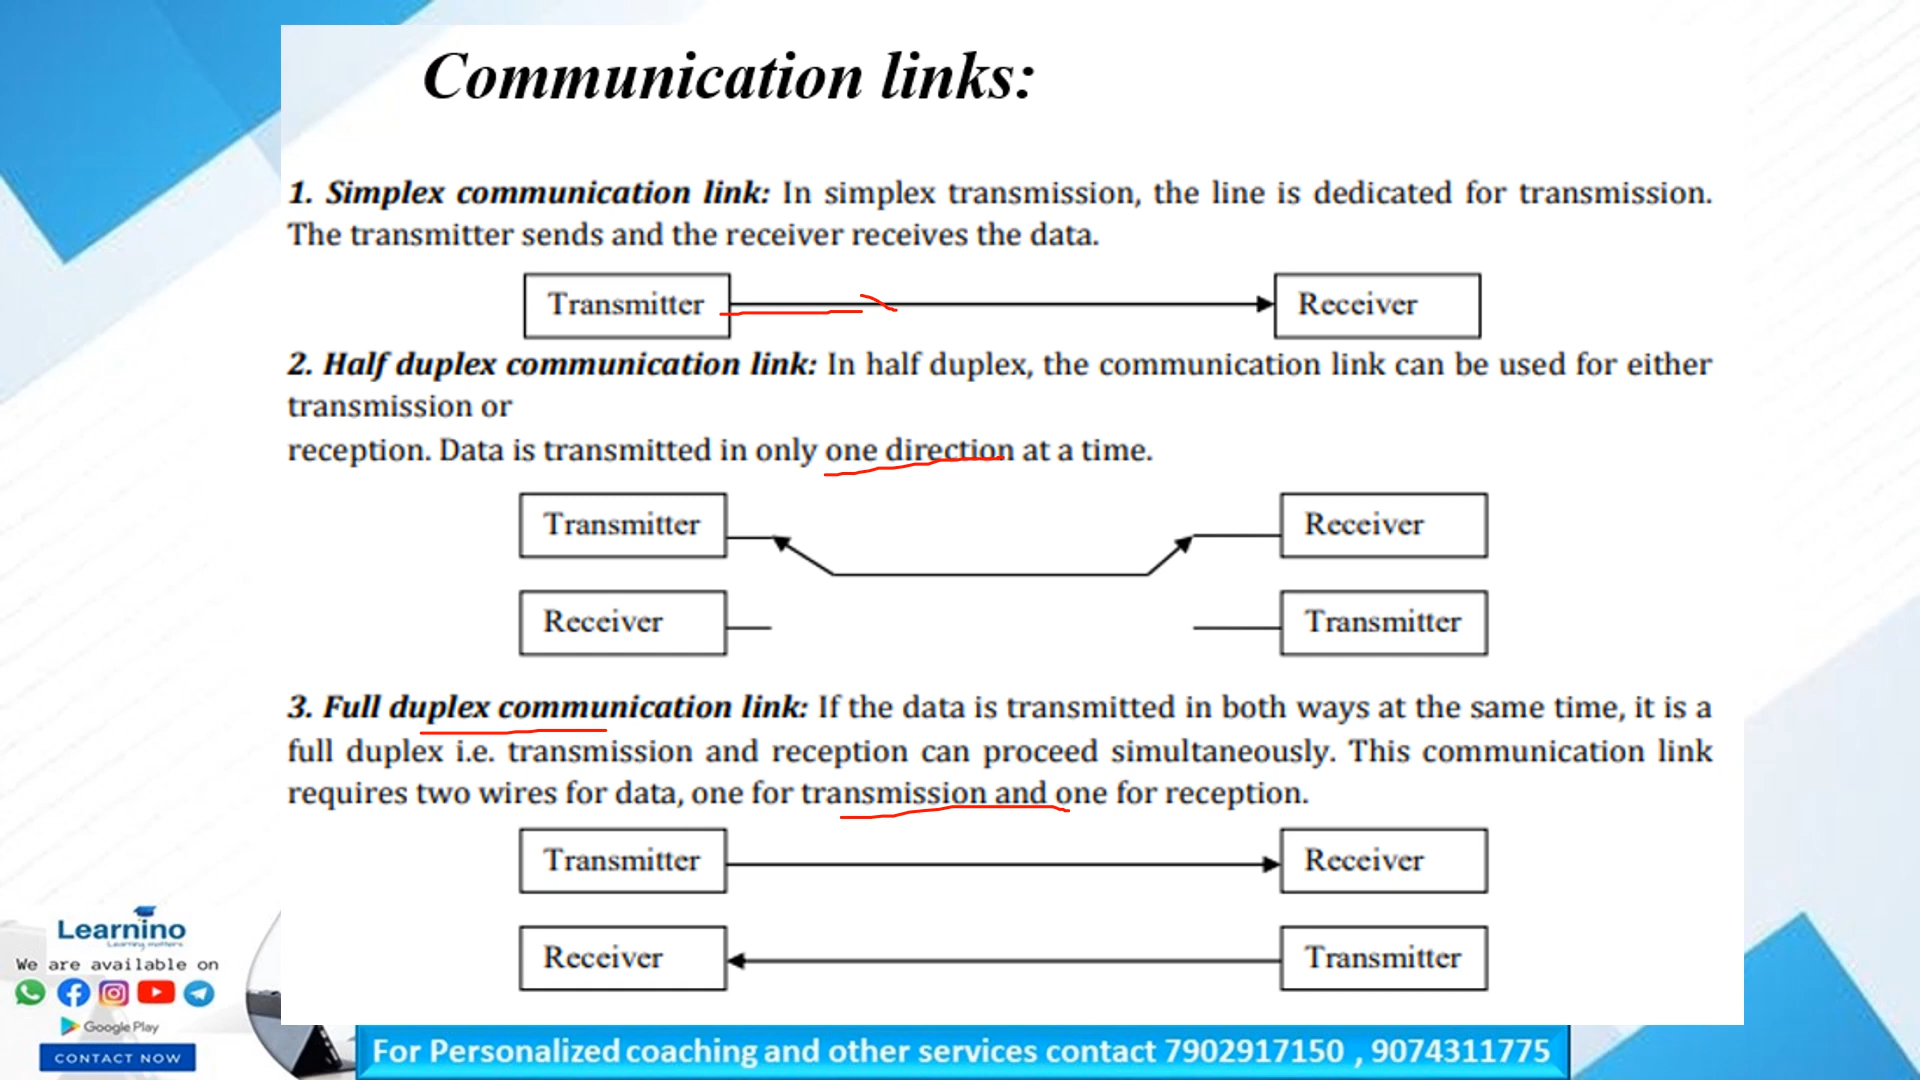 Communication links:
1. Simplex communication link: In simplex transmission, the line is dedicated for transmission.
The transmitter sends and the receiver receives the data.
Transmitter Receiver
2. Half duplex communication link: In half duplex, the communication link can be used for either
transmission or
reception. Data is transmitted in only one direction at a time.
Transmitter Receiver
Receiver Transmitter
3. Full duplex communication link: If the data is transmitted in both ways at the same time, it is a
full duplex i.e. transmission and reception can proceed simultaneously. This communication link
requires two wires for data, one for transmission and one for reception.
Transmitter Receiver
Receiver Transmitter
Learnino
Learning matters
We are available on
Google Play
CONTACT NOW
For Personalized coaching and other services contact 7902917150 , 9074311775